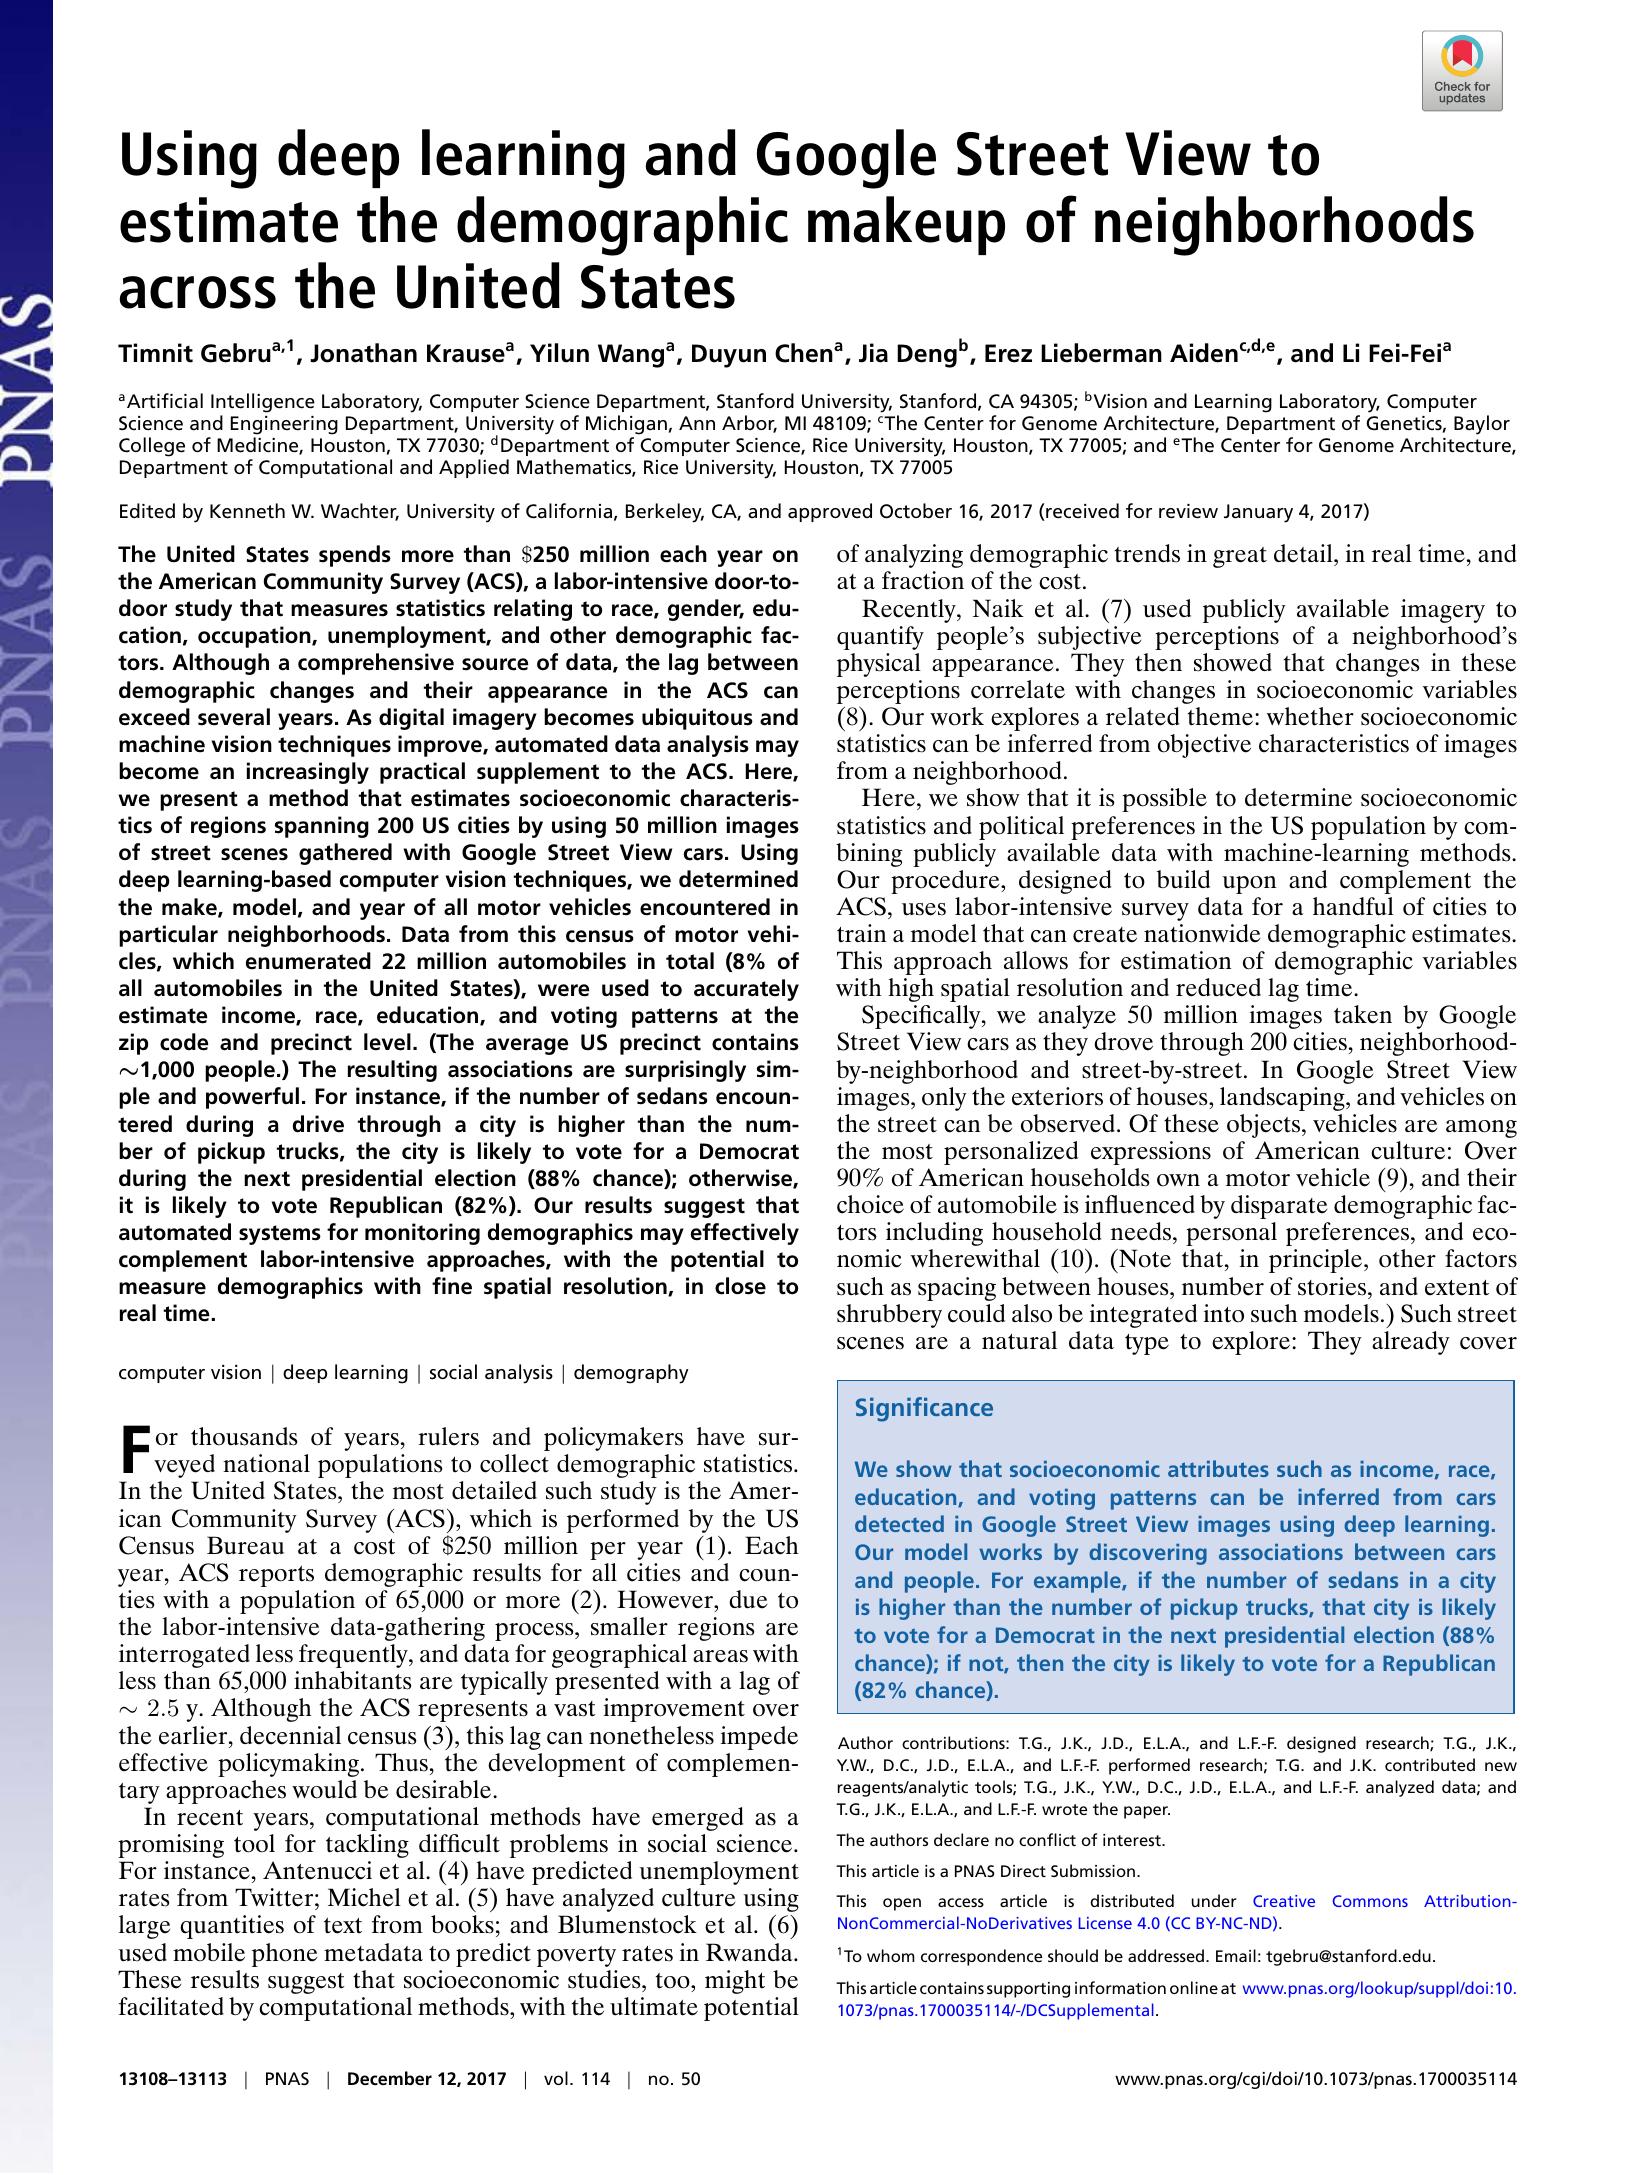 Check for
updates
Using deep learning and Google Street View to
estimate the demographic makeup of neighborhoods
across the United States
Timnit Gebruᵃ,¹, Jonathan Krauseᵃ, Yilun Wangᵃ, Duyun Chenᵃ, Jia Dengᵇ, Erez Lieberman Aidenᶜ,ᵈ,ᵉ, and Li Fei-Feiᵃ
ᵃArtificial Intelligence Laboratory, Computer Science Department, Stanford University, Stanford, CA 94305; ᵇVision and Learning Laboratory, Computer
Science and Engineering Department, University of Michigan, Ann Arbor, MI 48109; ᶜThe Center for Genome Architecture, Department of Genetics, Baylor
College of Medicine, Houston, TX 77030; ᵈDepartment of Computer Science, Rice University, Houston, TX 77005; and ᵉThe Center for Genome Architecture,
Department of Computational and Applied Mathematics, Rice University, Houston, TX 77005
Edited by Kenneth W. Wachter, University of California, Berkeley, CA, and approved October 16, 2017 (received for review January 4, 2017)
The United States spends more than $250 million each year on
the American Community Survey (ACS), a labor-intensive door-to-
door study that measures statistics relating to race, gender, edu-
cation, occupation, unemployment, and other demographic fac-
tors. Although a comprehensive source of data, the lag between
demographic changes and their appearance in the ACS can
exceed several years. As digital imagery becomes ubiquitous and
machine vision techniques improve, automated data analysis may
become an increasingly practical supplement to the ACS. Here,
we present a method that estimates socioeconomic characteris-
tics of regions spanning 200 US cities by using 50 million images
of street scenes gathered with Google Street View cars. Using
deep learning-based computer vision techniques, we determined
the make, model, and year of all motor vehicles encountered in
particular neighborhoods. Data from this census of motor vehi-
cles, which enumerated 22 million automobiles in total (8% of
all automobiles in the United States), were used to accurately
estimate income, race, education, and voting patterns at the
zip code and precinct level. (The average US precinct contains
∼1,000 people.) The resulting associations are surprisingly sim-
ple and powerful. For instance, if the number of sedans encoun-
tered during a drive through a city is higher than the num-
ber of pickup trucks, the city is likely to vote for a Democrat
during the next presidential election (88% chance); otherwise,
it is likely to vote Republican (82%). Our results suggest that
automated systems for monitoring demographics may effectively
complement labor-intensive approaches, with the potential to
measure demographics with fine spatial resolution, in close to
real time.
computer vision | deep learning | social analysis | demography
For thousands of years, rulers and policymakers have sur-
veyed national populations to collect demographic statistics.
In the United States, the most detailed such study is the Amer-
ican Community Survey (ACS), which is performed by the US
Census Bureau at a cost of $250 million per year (1). Each
year, ACS reports demographic results for all cities and coun-
ties with a population of 65,000 or more (2). However, due to
the labor-intensive data-gathering process, smaller regions are
interrogated less frequently, and data for geographical areas with
less than 65,000 inhabitants are typically presented with a lag of
∼ 2.5 y. Although the ACS represents a vast improvement over
the earlier, decennial census (3), this lag can nonetheless impede
effective policymaking. Thus, the development of complemen-
tary approaches would be desirable.
In recent years, computational methods have emerged as a
promising tool for tackling difficult problems in social science.
For instance, Antenucci et al. (4) have predicted unemployment
rates from Twitter; Michel et al. (5) have analyzed culture using
large quantities of text from books; and Blumenstock et al. (6)
used mobile phone metadata to predict poverty rates in Rwanda.
These results suggest that socioeconomic studies, too, might be
facilitated by computational methods, with the ultimate potential
of analyzing demographic trends in great detail, in real time, and
at a fraction of the cost.
Recently, Naik et al. (7) used publicly available imagery to
quantify people's subjective perceptions of a neighborhood's
physical appearance. They then showed that changes in these
perceptions correlate with changes in socioeconomic variables
(8). Our work explores a related theme: whether socioeconomic
statistics can be inferred from objective characteristics of images
from a neighborhood.
Here, we show that it is possible to determine socioeconomic
statistics and political preferences in the US population by com-
bining publicly available data with machine-learning methods.
Our procedure, designed to build upon and complement the
ACS, uses labor-intensive survey data for a handful of cities to
train a model that can create nationwide demographic estimates.
This approach allows for estimation of demographic variables
with high spatial resolution and reduced lag time.
Specifically, we analyze 50 million images taken by Google
Street View cars as they drove through 200 cities, neighborhood-
by-neighborhood and street-by-street. In Google Street View
images, only the exteriors of houses, landscaping, and vehicles on
the street can be observed. Of these objects, vehicles are among
the most personalized expressions of American culture: Over
90% of American households own a motor vehicle (9), and their
choice of automobile is influenced by disparate demographic fac-
tors including household needs, personal preferences, and eco-
nomic wherewithal (10). (Note that, in principle, other factors
such as spacing between houses, number of stories, and extent of
shrubbery could also be integrated into such models.) Such street
scenes are a natural data type to explore: They already cover
Significance
We show that socioeconomic attributes such as income, race,
education, and voting patterns can be inferred from cars
detected in Google Street View images using deep learning.
Our model works by discovering associations between cars
and people. For example, if the number of sedans in a city
is higher than the number of pickup trucks, that city is likely
to vote for a Democrat in the next presidential election (88%
chance); if not, then the city is likely to vote for a Republican
(82% chance).
Author contributions: T.G., J.K., J.D., E.L.A., and L.F.-F. designed research; T.G., J.K.,
Y.W., D.C., J.D., E.L.A., and L.F.-F. performed research; T.G. and J.K. contributed new
reagents/analytic tools; T.G., J.K., Y.W., D.C., J.D., E.L.A., and L.F.-F. analyzed data; and
T.G., J.K., E.L.A., and L.F.-F. wrote the paper.
The authors declare no conflict of interest.
This article is a PNAS Direct Submission.
This open access article is distributed under Creative Commons Attribution-
NonCommercial-NoDerivatives License 4.0 (CC BY-NC-ND).
¹To whom correspondence should be addressed. Email: tgebru@stanford.edu.
This article contains supporting information online at www.pnas.org/lookup/suppl/doi:10.
1073/pnas.1700035114/-/DCSupplemental.
13108–13113 | PNAS | December 12, 2017 | vol. 114 | no. 50
www.pnas.org/cgi/doi/10.1073/pnas.1700035114
PNAS PNAS PNAS PNAS